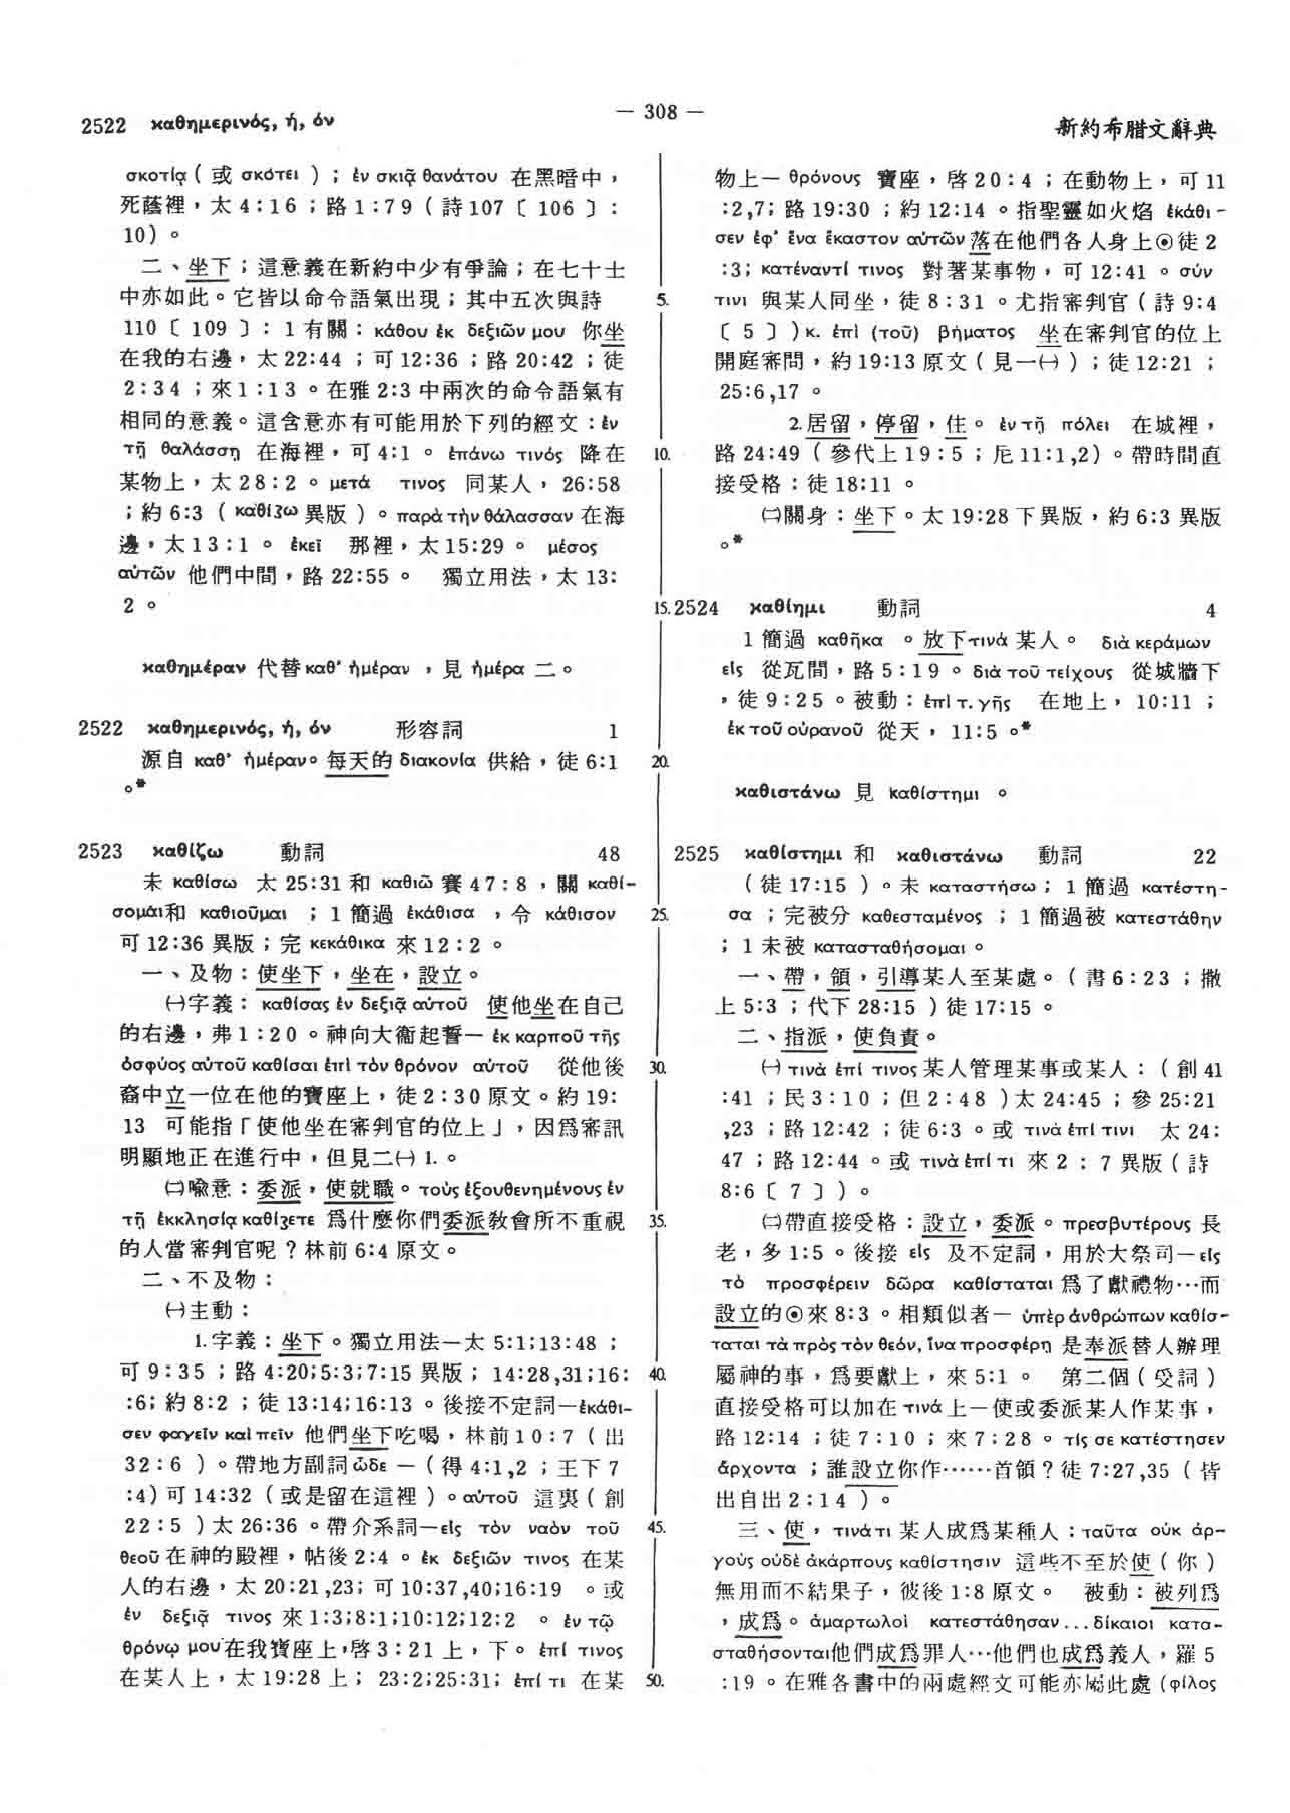 2522 καθημερινός, ή, όν
— 308 —
新約希腊文辭典
σκοτίᾳ ( 或 σκότει ) ; ἐν σκιᾷ θανάτου 在黑暗中，
死蔭裡，太 4:16 ; 路 1:79 ( 詩107 〔 106 〕:
10) 。
二、坐下 ; 這意義在新約中少有爭論 ; 在七十士
中亦如此。它皆以命令語氣出現 ; 其中五次與詩
110 〔 109 〕: 1 有關 : κάθου ἐκ δεξιῶν μου 你坐
在我的右邊，太 22:44 ; 可 12:36 ; 路 20:42 ; 徒
2:34 ; 來 1:13 。在雅 2:3 中兩次的命令語氣有
相同的意義。這含意亦有可能用於下列的經文 : ἐν
τῇ θαλάσσῃ 在海裡，可 4:1 。 ἐπάνω τινός 降在
某物上，太 28:2 。 μετά τινος 同某人， 26:58
; 約 6:3 ( καθίζω 異版 ) 。 παρὰ τὴν θάλασσαν 在海
邊，太 13:1 。 ἐκεῖ 那裡，太 15:29 。 μέσος
αὐτῶν 他們中間，路 22:55 。 獨立用法，太 13:
2 。
καθημέραν 代替 καθ' ἡμέραν ，見 ἡμέρα 二。
2522 καθημερινός, ή, όν 形容詞 1
源自 καθ' ἡμέραν。每天的 διακονία 供給，徒 6:1
。*
2523 καθίζω 動詞 48
未 καθίσω 太 25:31 和 καθιῶ 賽 47:8 ，關 καθί-
σομαι和 καθιοῦμαι ; 1 簡過 ἐκάθισα ，令 κάθισον
可 12:36 異版 ; 完 κεκάθικα 來 12:2 。
一、及物 : 使坐下，坐在，設立。
㈠字義 : καθίσας ἐν δεξιᾷ αὐτοῦ 使他坐在自己
的右邊，弗 1:20 。神向大衞起誓— ἐκ καρποῦ τῆς
ὀσφύος αὐτοῦ καθίσαι ἐπὶ τὸν θρόνον αὐτοῦ 從他後
裔中立一位在他的寶座上，徒 2:30 原文。約 19:
13 可能指「使他坐在審判官的位上」，因爲審訊
明顯地正在進行中，但見二㈠ 1. 。
㈡喩意 : 委派，使就職。 τοὺς ἐξουθενημένους ἐν
τῇ ἐκκλησίᾳ καθίζετε 爲什麼你們委派敎會所不重視
的人當審判官呢？林前 6:4 原文。
二、不及物 :
㈠主動 :
1. 字義 : 坐下。獨立用法—太 5:1;13:48 ;
可 9:35 ; 路 4:20;5:3;7:15 異版 ; 14:28,31;16:
:6; 約 8:2 ; 徒 13:14;16:13 。後接不定詞—ἐκάθι-
σεν φαγεῖν καὶ πεῖν 他們坐下吃喝，林前 10:7 ( 出
32:6 ) 。帶地方副詞 ὧδε — ( 得 4:1,2 ; 王下 7
:4) 可 14:32 ( 或是留在這裡 ) 。αὐτοῦ 這裏 ( 創
22:5 ) 太 26:36 。帶介系詞—εἰς τὸν ναὸν τοῦ
θεοῦ 在神的殿裡，帖後 2:4 。 ἐκ δεξιῶν τινος 在某
人的右邊，太 20:21,23; 可 10:37,40;16:19 。或
ἐν δεξιᾷ τινος 來 1:3;8:1;10:12;12:2 。 ἐν τῷ
θρόνῳ μου 在我寶座上，啓 3:21 上，下。 ἐπί τινος
在某人上，太 19:28 上 ; 23:2;25:31; ἐπί τι 在某
5.
10.
15.
20.
25.
30.
35.
40.
45.
50.
物上— θρόνους 寶座，啓 20:4 ; 在動物上，可 11
:2,7; 路 19:30 ; 約 12:14 。指聖靈如火焰 ἐκάθι-
σεν ἐφ' ἕνα ἕκαστον αὐτῶν 落在他們各人身上⊙徒 2
:3; κατέναντί τινος 對著某事物，可 12:41 。 σύν
τινι 與某人同坐，徒 8:31 。尤指審判官 ( 詩 9:4
〔 5 〕 ) κ. ἐπὶ (τοῦ) βήματος 坐在審判官的位上
開庭審問，約 19:13 原文 ( 見一㈠ ) ; 徒 12:21 ;
25:6,17 。
2. 居留，停留，住。 ἐν τῇ πόλει 在城裡，
路 24:49 ( 參代上 19:5 ; 尼 11:1,2) 。帶時間直
接受格 : 徒 18:11 。
㈡關身 : 坐下。太 19:28 下異版，約 6:3 異版
。*
2524 καθίημι 動詞 4
1 簡過 καθῆκα 。放下 τινά 某人。 διὰ κεράμων
εἰς 從瓦間，路 5:19 。 διὰ τοῦ τείχους 從城牆下
，徒 9:25 。被動 : ἐπὶ τ. γῆς 在地上， 10:11 ;
ἐκ τοῦ οὐρανοῦ 從天， 11:5 。*
καθιστάνω 見 καθίστημι 。
2525 καθίστημι 和 καθιστάνω 動詞 22
( 徒 17:15 ) 。未 καταστήσω ; 1 簡過 κατέστη-
σα ; 完被分 καθεσταμένος ; 1 簡過被 κατεστάθην
; 1 未被 κατασταθήσομαι 。
一、帶，領，引導某人至某處。( 書 6:23 ; 撒
上 5:3 ; 代下 28:15 ) 徒 17:15 。
二、指派，使負責。
㈠ τινὰ ἐπί τινος 某人管理某事或某人 : ( 創 41
:41 ; 民 3:10 ; 但 2:48 ) 太 24:45 ; 參 25:21
,23 ; 路 12:42 ; 徒 6:3 。或 τινὰ ἐπί τινι 太 24:
47 ; 路 12:44 。或 τινὰ ἐπί τι 來 2:7 異版 ( 詩
8:6 〔 7 〕 ) 。
㈡帶直接受格 : 設立，委派。 πρεσβυτέρους 長
老，多 1:5 。後接 εἰς 及不定詞，用於大祭司—εἰς
τὸ προσφέρειν δῶρα καθίσταται 爲了獻禮物…而
設立的⊙來 8:3 。相類似者— ὑπὲρ ἀνθρώπων καθίσ-
ταται τὰ πρὸς τὸν θεόν, ἵνα προσφέρῃ 是奉派替人辦理
屬神的事，爲要獻上，來 5:1 。 第二個 ( 受詞 )
直接受格可以加在 τινά 上—使或委派某人作某事，
路 12:14 ; 徒 7:10 ; 來 7:28 。 τίς σε κατέστησεν
ἄρχοντα ; 誰設立你作……首領？徒 7:27,35 ( 皆
出自出 2:14 ) 。
三、使， τινά τι 某人成爲某種人 : ταῦτα οὐκ ἀρ-
γοὺς οὐδὲ ἀκάρπους καθίστησιν 這些不至於使 ( 你 )
無用而不結果子，彼後 1:8 原文。 被動 : 被列爲
，成爲。 ἁμαρτωλοὶ κατεστάθησαν...δίκαιοι κατα-
σταθήσονται他們成爲罪人…他們也成爲義人，羅 5
:19 。在雅各書中的兩處經文可能亦屬此處 (φίλος